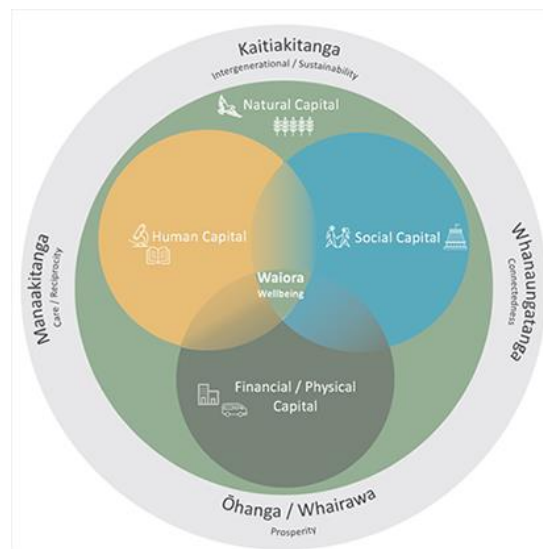 Kaitiakitanga
Intergenerational / Sustainability
Natural Capital
Human Capital
Social Capital
Waiora
Wellbeing
Financial / Physical
Capital
Manaakitanga
Care / Reciprocity
Whanaungatanga
Connectedness
Ōhanga / Whairawa
Prosperity